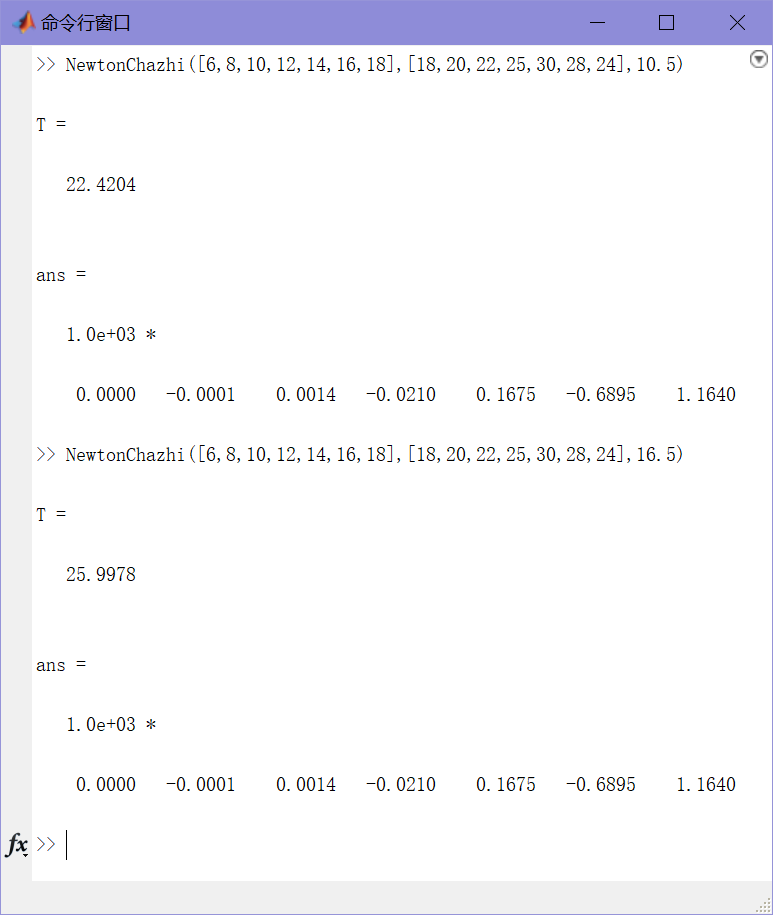 命令行窗口
>> NewtonChazhi([6,8,10,12,14,16,18],[18,20,22,25,30,28,24],10.5)
T =
22.4204
ans =
1.0e+03 *
0.0000 -0.0001 0.0014 -0.0210 0.1675 -0.6895 1.1640
>> NewtonChazhi([6,8,10,12,14,16,18],[18,20,22,25,30,28,24],16.5)
T =
25.9978
ans =
1.0e+03 *
0.0000 -0.0001 0.0014 -0.0210 0.1675 -0.6895 1.1640
fx >>